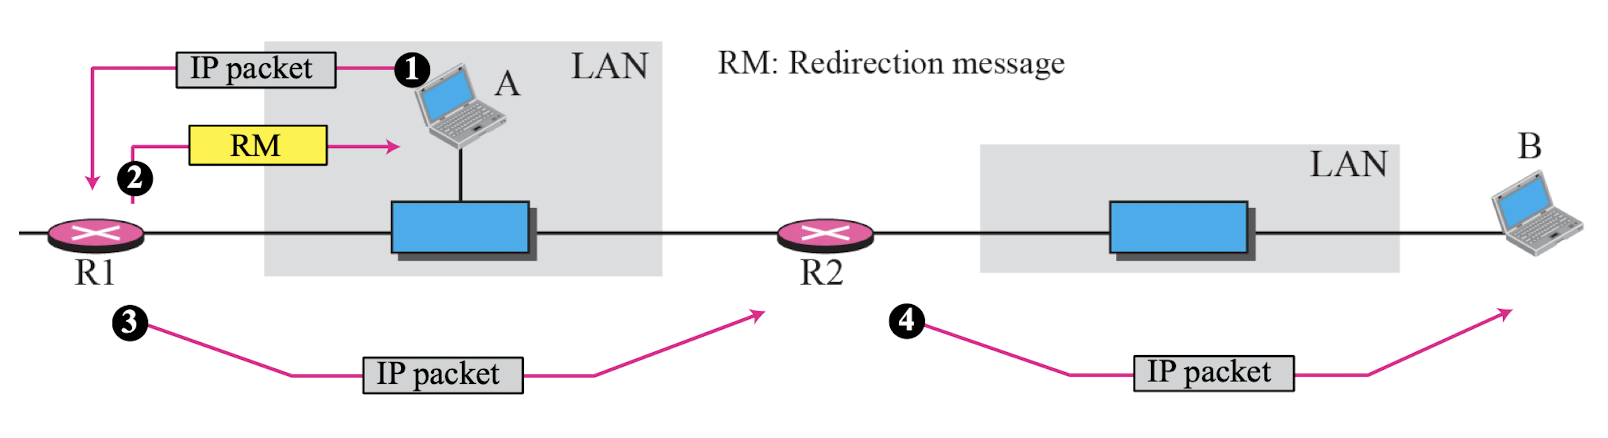 1
IP packet
LAN
RM: Redirection message
A
RM
2
B
LAN
R1
R2
3
4
IP packet
IP packet